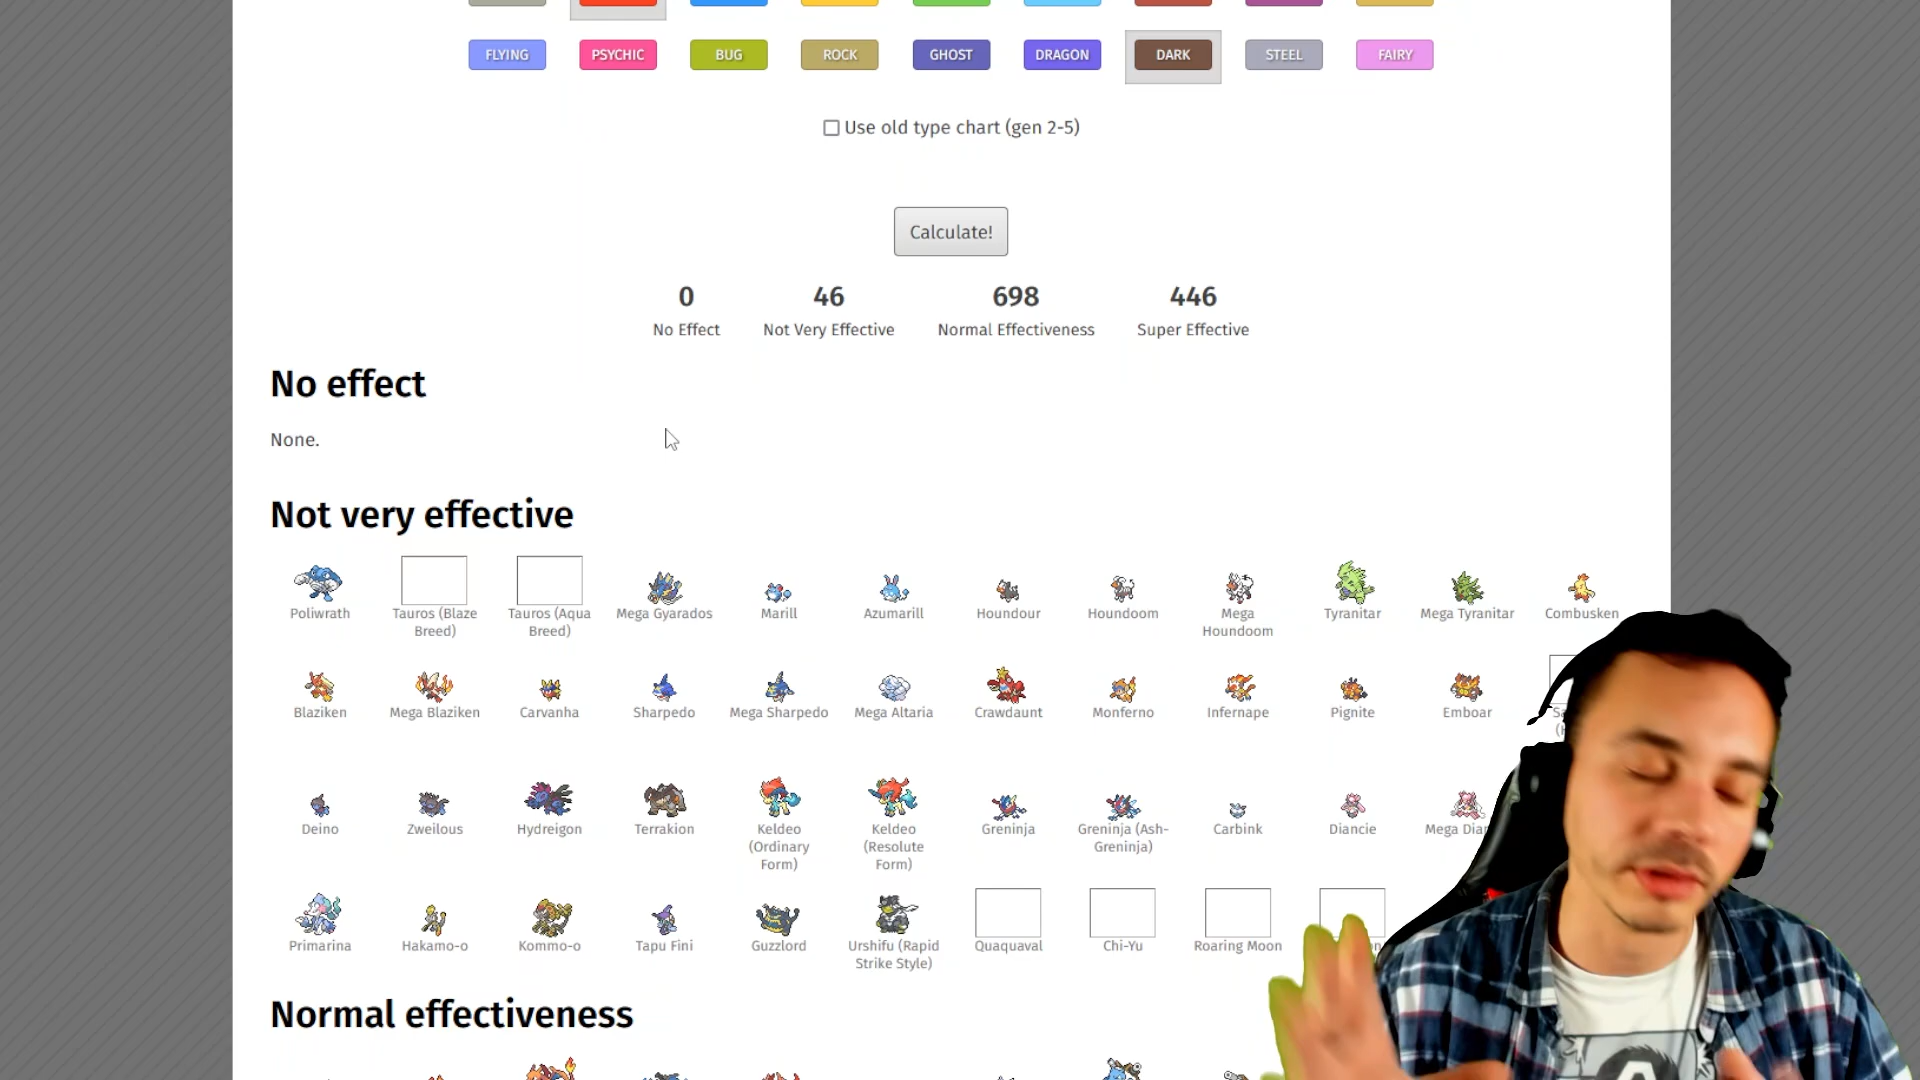 FLYING PSYCHIC BUG ROCK GHOST DRAGON DARK STEEL FAIRY
Use old type chart (gen 2-5)
Calculate!
0 46 698 446
No Effect Not Very Effective Normal Effectiveness Super Effective
No effect
None.
Not very effective
Poliwrath Tauros (Blaze Tauros (Aqua Mega Gyarados Marill Azumarill Houndour Houndoom Mega Tyranitar Mega Tyranitar Combusken
Breed) Breed) Houndoom
Blaziken Mega Blaziken Carvanha Sharpedo Mega Sharpedo Mega Altaria Crawdaunt Monferno Infernape Pignite Emboar
Deino Zweilous Hydreigon Terrakion Keldeo Keldeo Greninja Greninja (Ash- Carbink Diancie Mega
(Ordinary (Resolute Greninja)
Form) Form)
Primarina Hakamo-o Kommo-o Tapu Fini Guzzlord Urshifu (Rapid Quaquaval Chi-Yu Roaring Moon
Strike Style)
Normal effectiveness